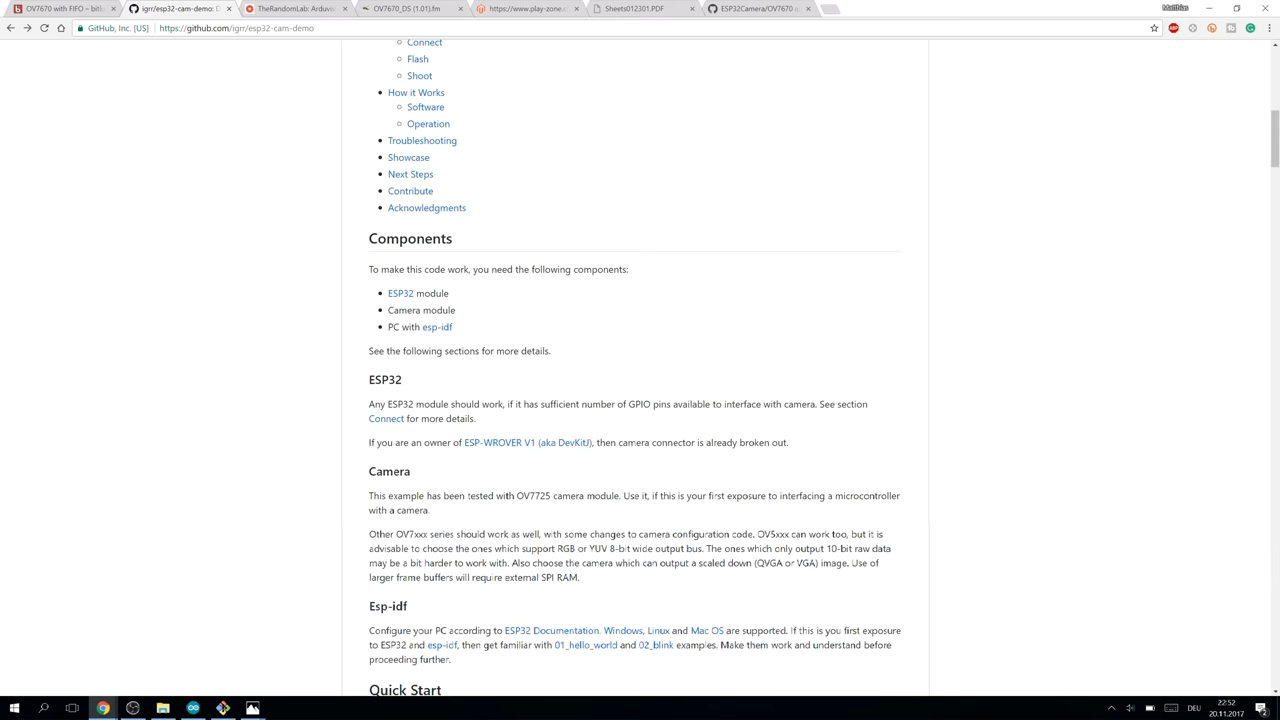 OV7670 with FIFO – bitlu
igrr/esp32-cam-demo: D
TheRandomLab: Arduvis
OV7670_DS (1.01).fm
https://www.play-zone.c
Sheets012301.PDF
ESP32Camera/OV7670 a
Matthias
GitHub, Inc. [US]
https://github.com/igrr/esp32-cam-demo
Connect
Flash
Shoot
How it Works
Software
Operation
Troubleshooting
Showcase
Next Steps
Contribute
Acknowledgments
Components
To make this code work, you need the following components:
ESP32 module
Camera module
PC with esp-idf
See the following sections for more details.
ESP32
Any ESP32 module should work, if it has sufficient number of GPIO pins available to interface with camera. See section
Connect for more details.
If you are an owner of ESP-WROVER V1 (aka DevKitJ), then camera connector is already broken out.
Camera
This example has been tested with OV7725 camera module. Use it, if this is your first exposure to interfacing a microcontroller
with a camera.
Other OV7xxx series should work as well, with some changes to camera configuration code. OV5xxx can work too, but it is
advisable to choose the ones which support RGB or YUV 8-bit wide output bus. The ones which only output 10-bit raw data
may be a bit harder to work with. Also choose the camera which can output a scaled down (QVGA or VGA) image. Use of
larger frame buffers will require external SPI RAM.
Esp-idf
Configure your PC according to ESP32 Documentation. Windows, Linux and Mac OS are supported. If this is you first exposure
to ESP32 and esp-idf, then get familiar with 01_hello_world and 02_blink examples. Make them work and understand before
proceeding further.
Quick Start
DEU
22:52
20.11.2017